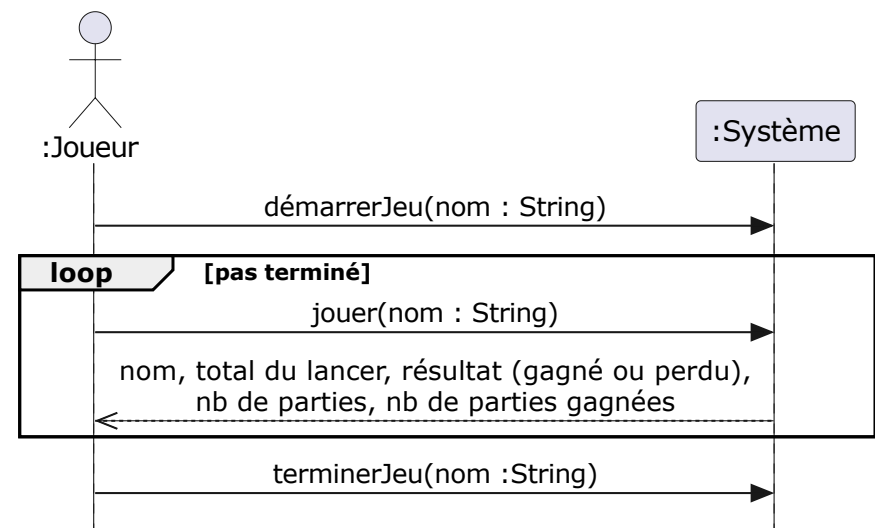 :Joueur
:Système
démarrerJeu(nom : String)
loop
[pas terminé]
jouer(nom : String)
nom, total du lancer, résultat (gagné ou perdu),
nb de parties, nb de parties gagnées
terminerJeu(nom :String)